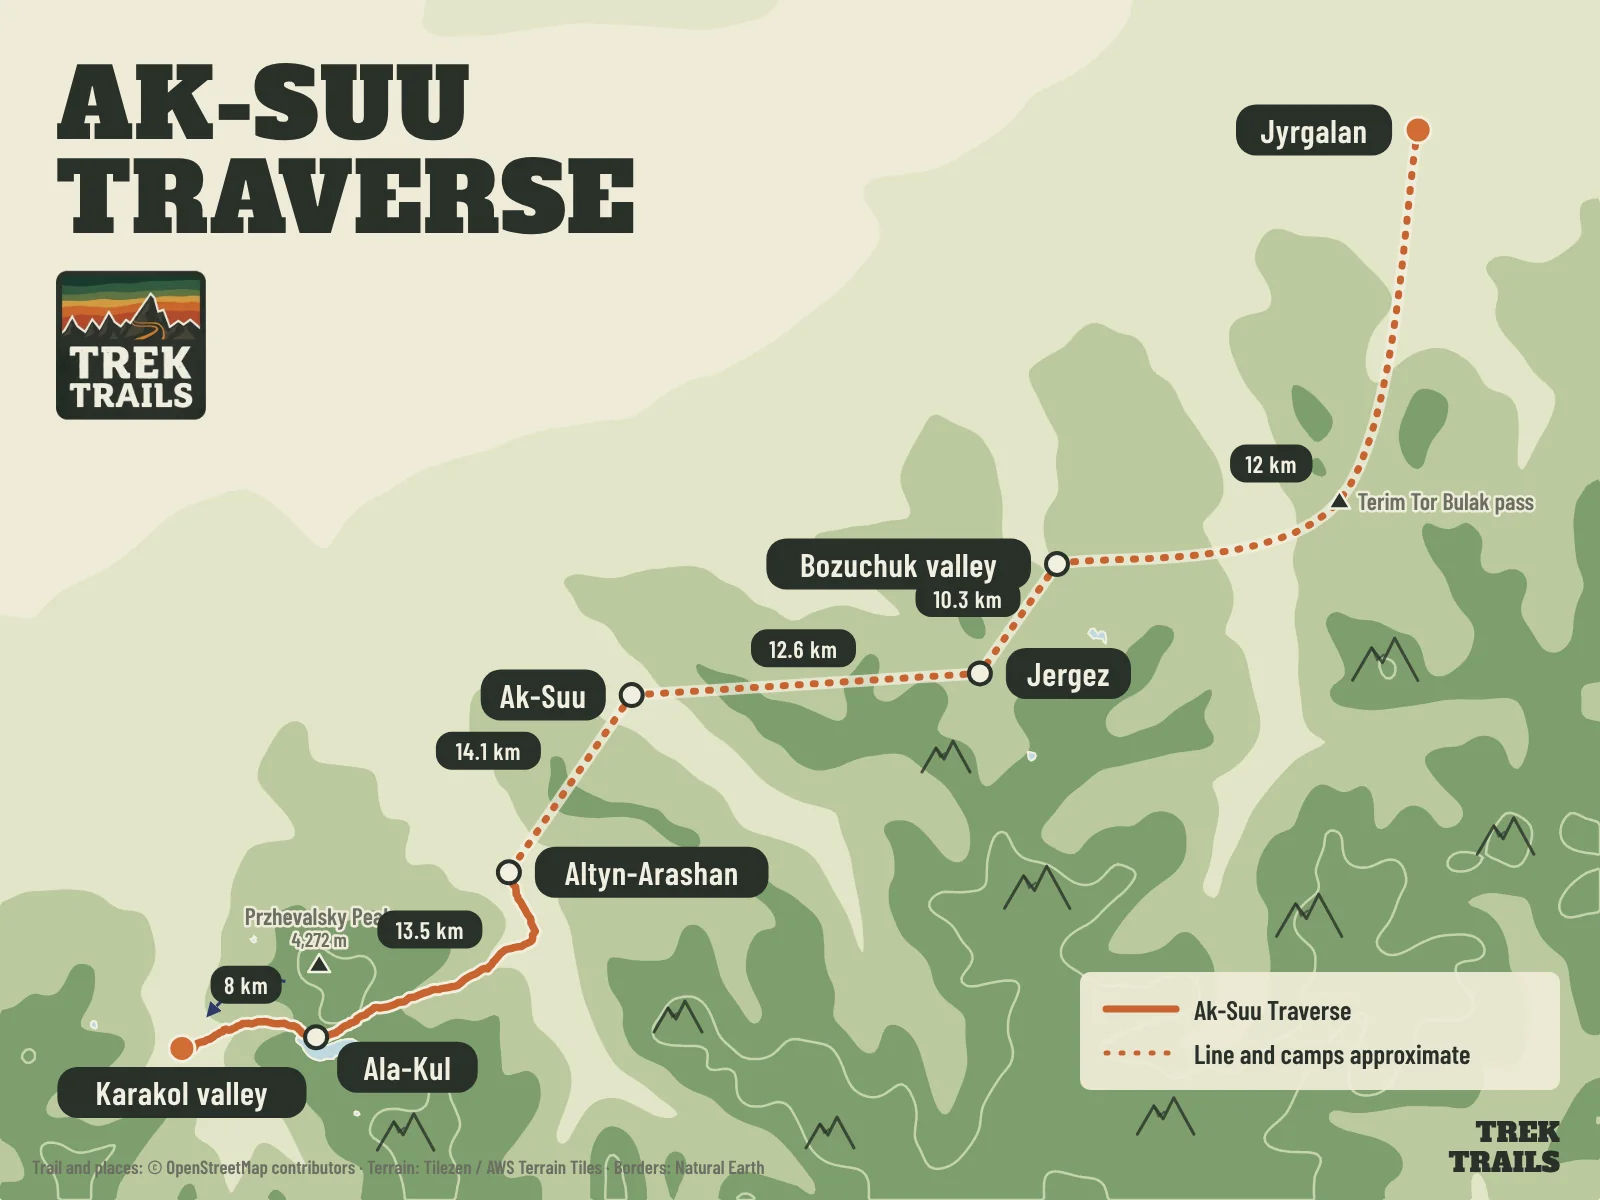 AK-SUU
TRAVERSE
TREK
TRAILS
Jyrgalan
12 km
Terim Tor Bulak pass
Bozuchuk valley
10.3 km
12.6 km
Jergez
Ak-Suu
14.1 km
Altyn-Arashan
Przhevalsky Pea
4,272 m
13.5 km
8 km
Ala-Kul
Karakol valley
Ak-Suu Traverse
Line and camps approximate
TREK
TRAILS
Trail and places: © OpenStreetMap contributors · Terrain: Tilezen / AWS Terrain Tiles · Borders: Natural Earth